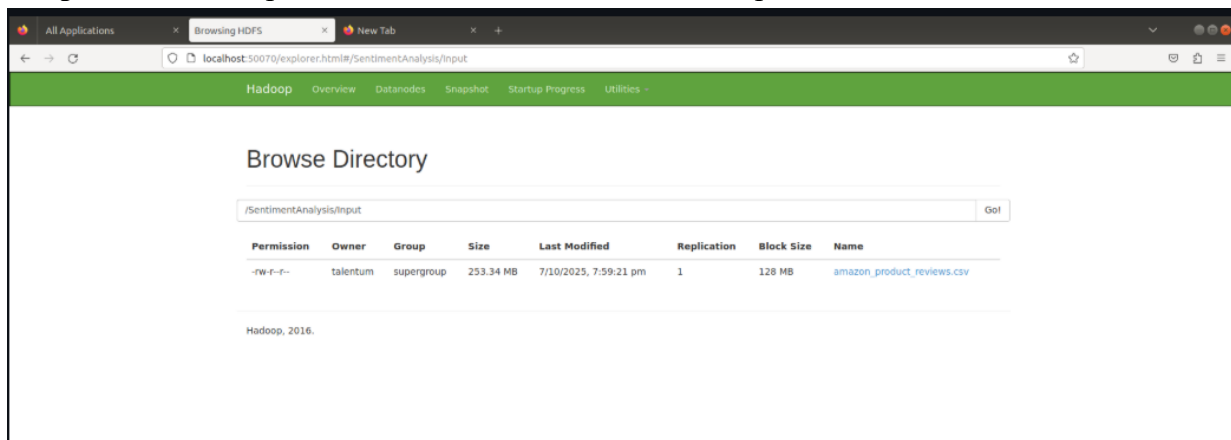 All Applications
Browsing HDFS
New Tab
localhost:50070/explorer.html#/SentimentAnalysis/Input
Hadoop Overview Datanodes Snapshot Startup Progress Utilities
Browse Directory
/SentimentAnalysis/Input Go!
Permission Owner Group Size Last Modified Replication Block Size Name
-rw-r--r-- talentum supergroup 253.34 MB 7/10/2025, 7:59:21 pm 1 128 MB amazon_product_reviews.csv
Hadoop, 2016.